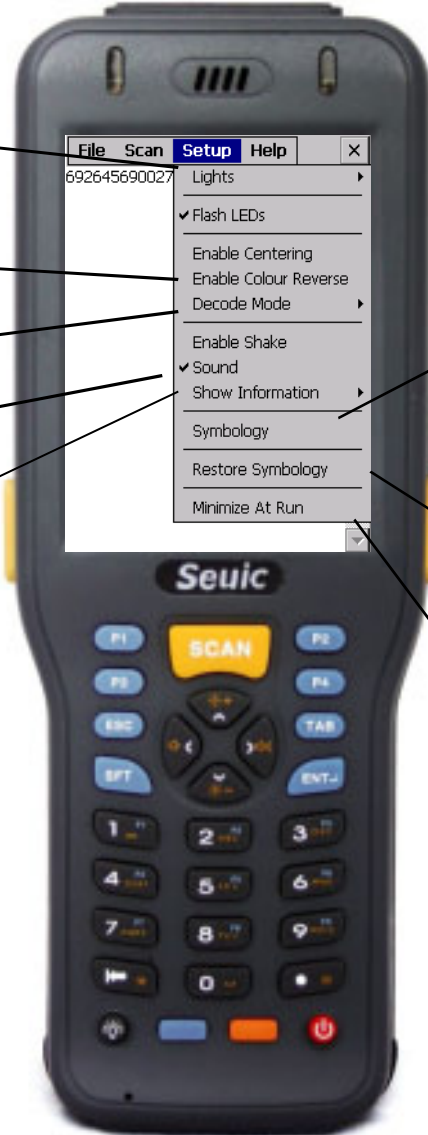 File Scan Setup Help ×
692645690027
Lights
Flash LEDs
Enable Centering
Enable Colour Reverse
Decode Mode
Enable Shake
Sound
Show Information
Symbology
Restore Symbology
Minimize At Run
Seuic
P1 SCAN P2
P3 P4
ESC TAB
SFT ENT
1 2 3
4 5 6
7 8 9
0